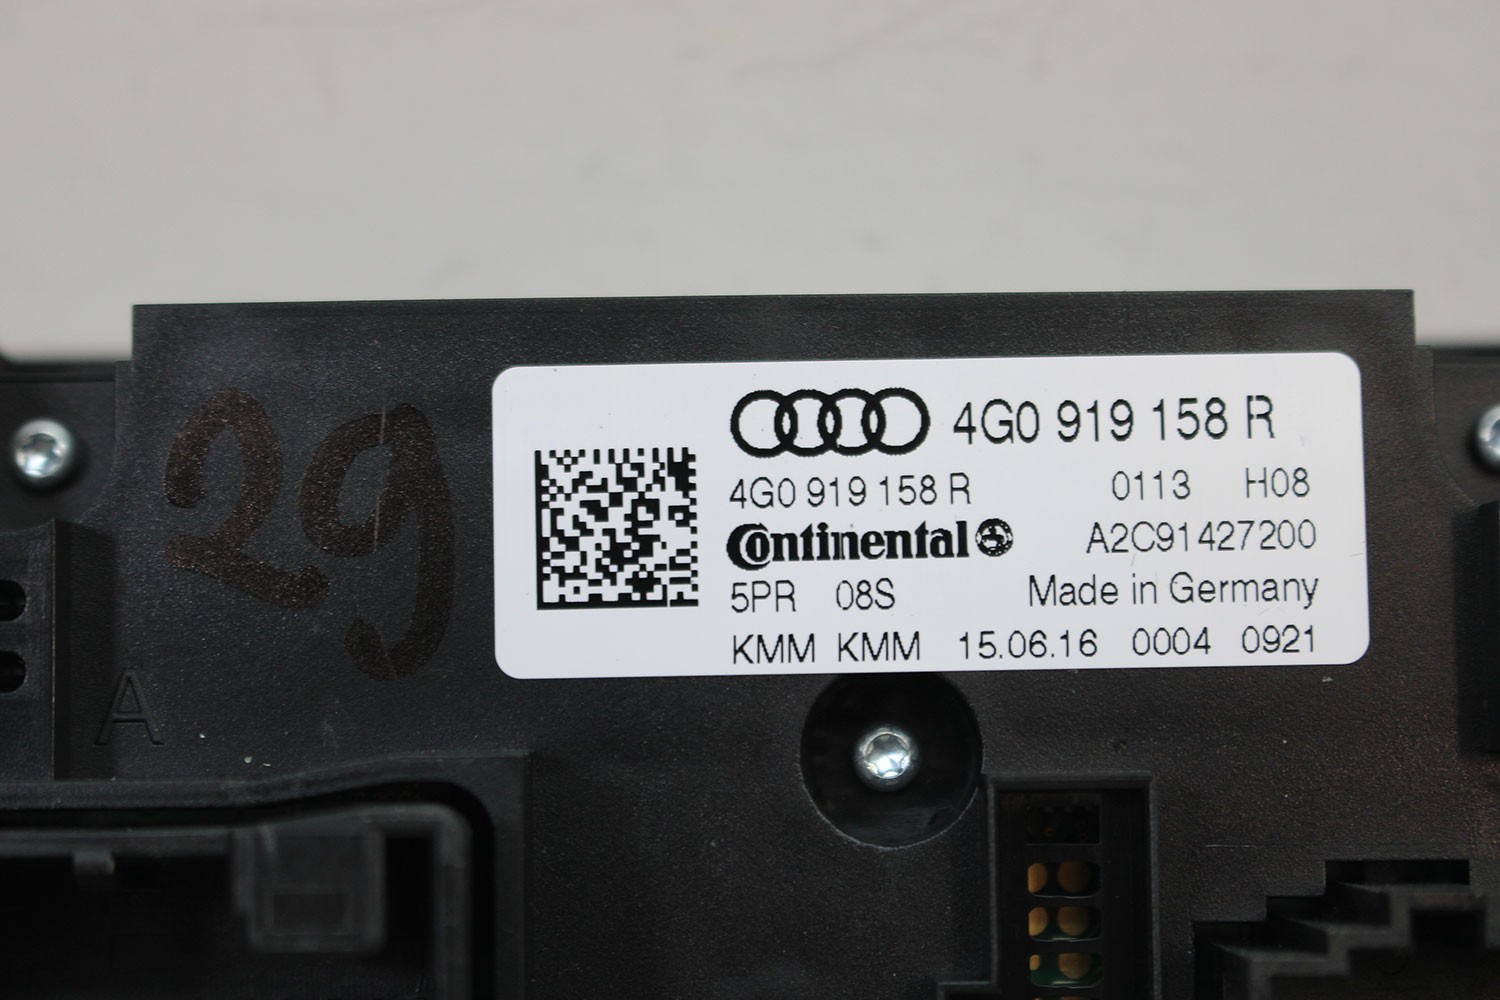 29
4G0 919 158 R
4G0 919 158 R 0113 H08
Continental A2C91427200
5PR 08S Made in Germany
KMM KMM 15.06.16 0004 0921
A